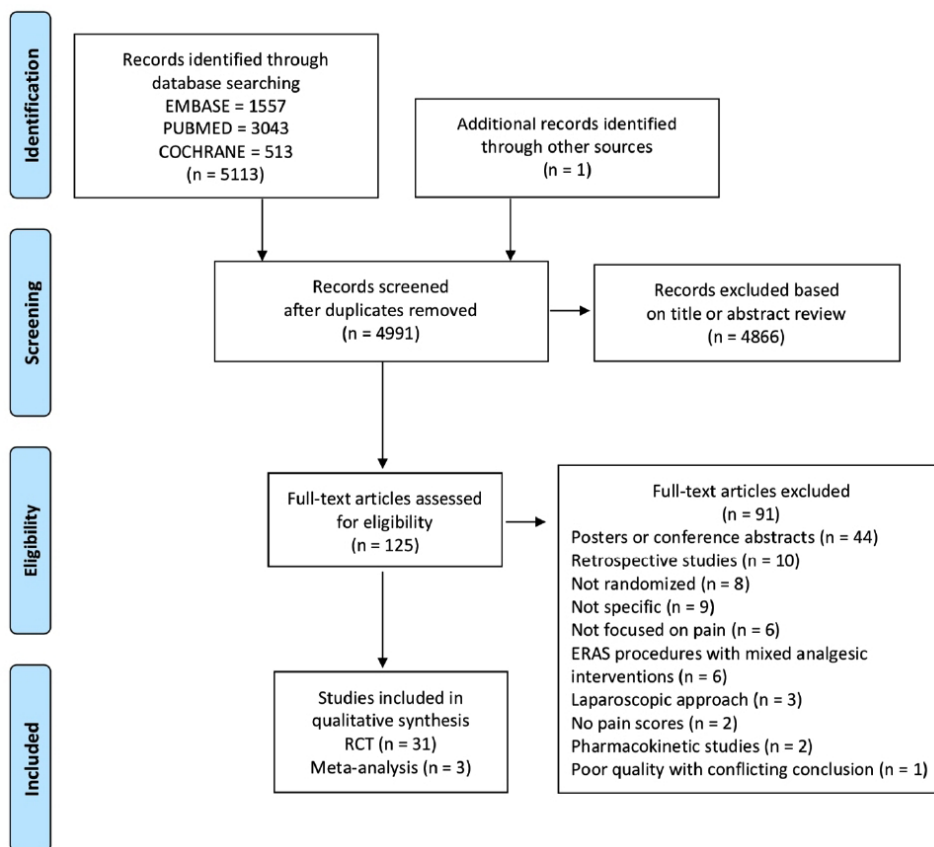 Identification
Records identified through
database searching
EMBASE = 1557
PUBMED = 3043
COCHRANE = 513
(n = 5113)
Additional records identified
through other sources
(n = 1)
Screening
Records screened
after duplicates removed
(n = 4991)
Records excluded based
on title or abstract review
(n = 4866)
Eligibility
Full-text articles assessed
for eligibility
(n = 125)
Full-text articles excluded
(n = 91)
Posters or conference abstracts (n = 44)
Retrospective studies (n = 10)
Not randomized (n = 8)
Not specific (n = 9)
Not focused on pain (n = 6)
ERAS procedures with mixed analgesic
interventions (n = 6)
Laparoscopic approach (n = 3)
No pain scores (n = 2)
Pharmacokinetic studies (n = 2)
Poor quality with conflicting conclusion (n = 1)
Included
Studies included in
qualitative synthesis
RCT (n = 31)
Meta-analysis (n = 3)